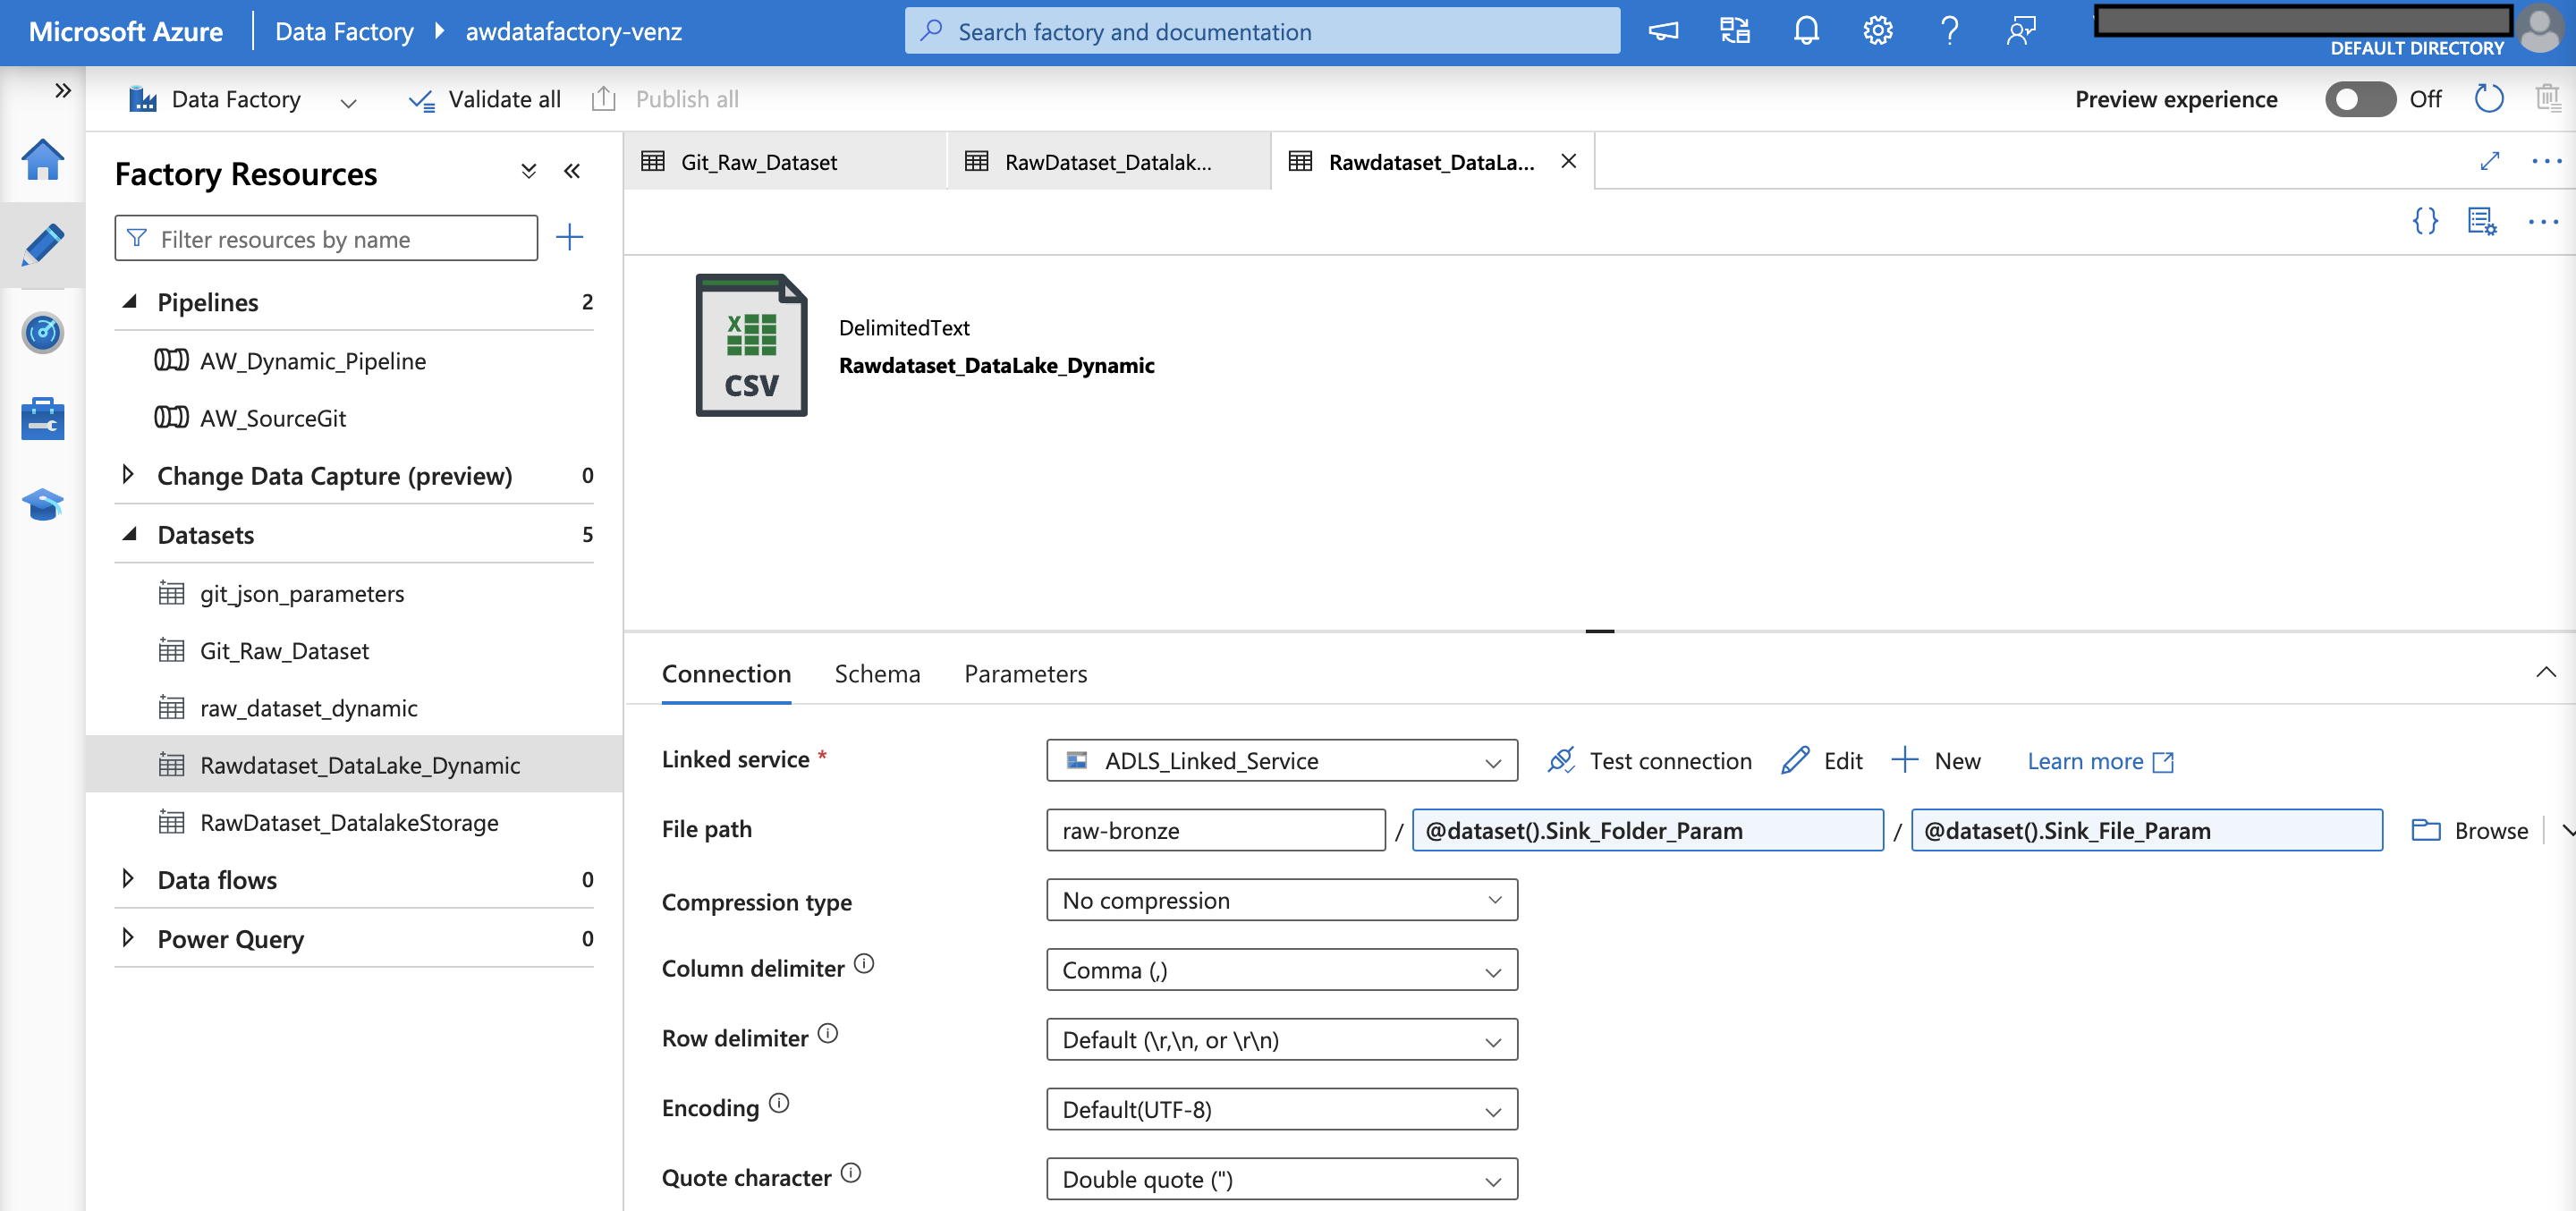 Microsoft Azure
Data Factory
awdatafactory-venz
Search factory and documentation
DEFAULT DIRECTORY
Data Factory
Validate all
Publish all
Preview experience
Off
Factory Resources
Filter resources by name
Pipelines 2
AW_Dynamic_Pipeline
AW_SourceGit
Change Data Capture (preview) 0
Datasets 5
git_json_parameters
Git_Raw_Dataset
raw_dataset_dynamic
Rawdataset_DataLake_Dynamic
RawDataset_DatalakeStorage
Data flows 0
Power Query 0
Git_Raw_Dataset
RawDataset_Datalak...
Rawdataset_DataLa...
CSV
DelimitedText
Rawdataset_DataLake_Dynamic
Connection
Schema
Parameters
Linked service *
ADLS_Linked_Service
Test connection
Edit
New
Learn more
File path
raw-bronze / @dataset().Sink_Folder_Param / @dataset().Sink_File_Param
Browse
Compression type
No compression
Column delimiter
Comma (,)
Row delimiter
Default (\r,\n, or \r\n)
Encoding
Default(UTF-8)
Quote character
Double quote (")